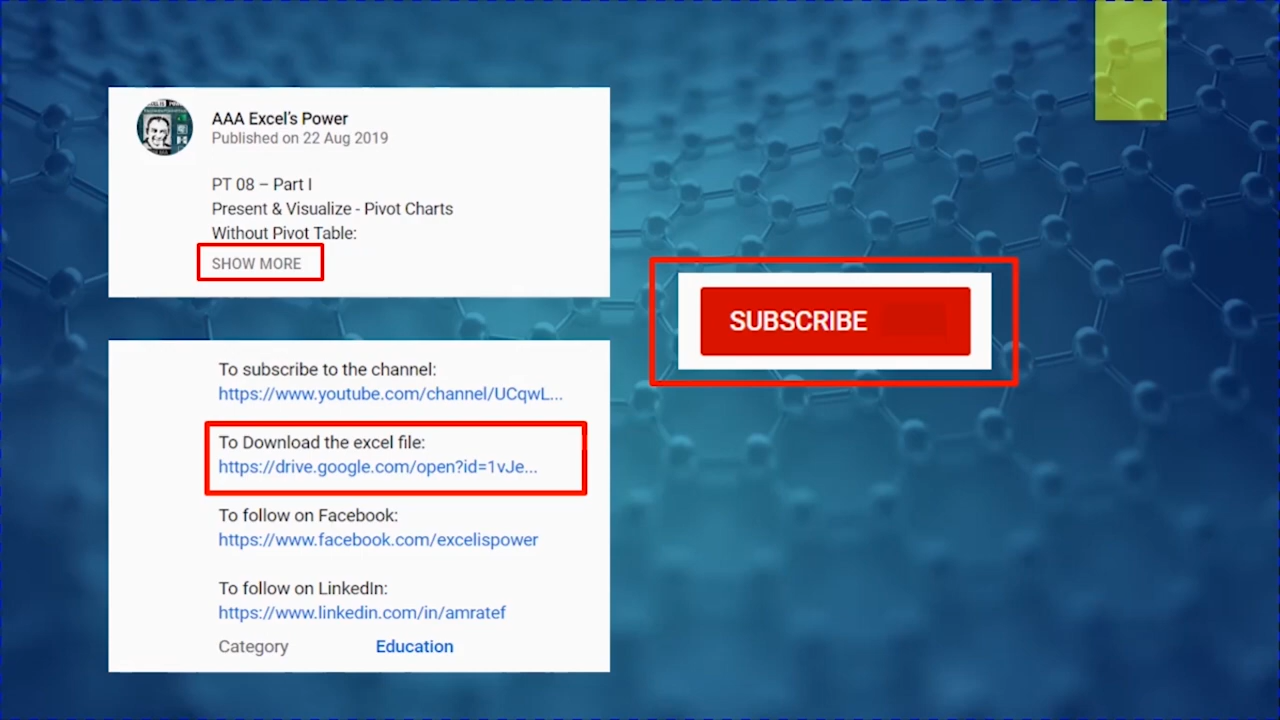 AAA Excel's Power
Published on 22 Aug 2019
PT 08 – Part I
Present & Visualize - Pivot Charts
Without Pivot Table:
SHOW MORE
SUBSCRIBE
To subscribe to the channel:
https://www.youtube.com/channel/UCqwL...
To Download the excel file:
https://drive.google.com/open?id=1vJe...
To follow on Facebook:
https://www.facebook.com/excelispower
To follow on LinkedIn:
https://www.linkedin.com/in/amratef
Category Education